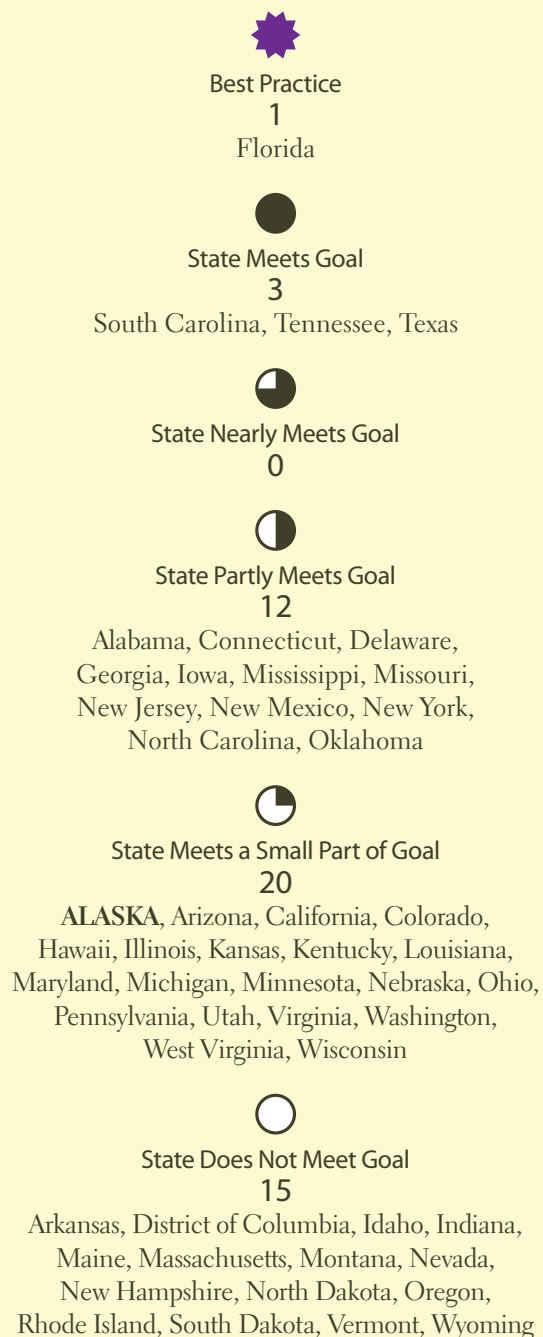 Best Practice
1
Florida
State Meets Goal
3
South Carolina, Tennessee, Texas
State Nearly Meets Goal
0
State Partly Meets Goal
12
Alabama, Connecticut, Delaware,
Georgia, Iowa, Mississippi, Missouri,
New Jersey, New Mexico, New York,
North Carolina, Oklahoma
State Meets a Small Part of Goal
20
ALASKA, Arizona, California, Colorado,
Hawaii, Illinois, Kansas, Kentucky, Louisiana,
Maryland, Michigan, Minnesota, Nebraska, Ohio,
Pennsylvania, Utah, Virginia, Washington,
West Virginia, Wisconsin
State Does Not Meet Goal
15
Arkansas, District of Columbia, Idaho, Indiana,
Maine, Massachusetts, Montana, Nevada,
New Hampshire, North Dakota, Oregon,
Rhode Island, South Dakota, Vermont, Wyoming